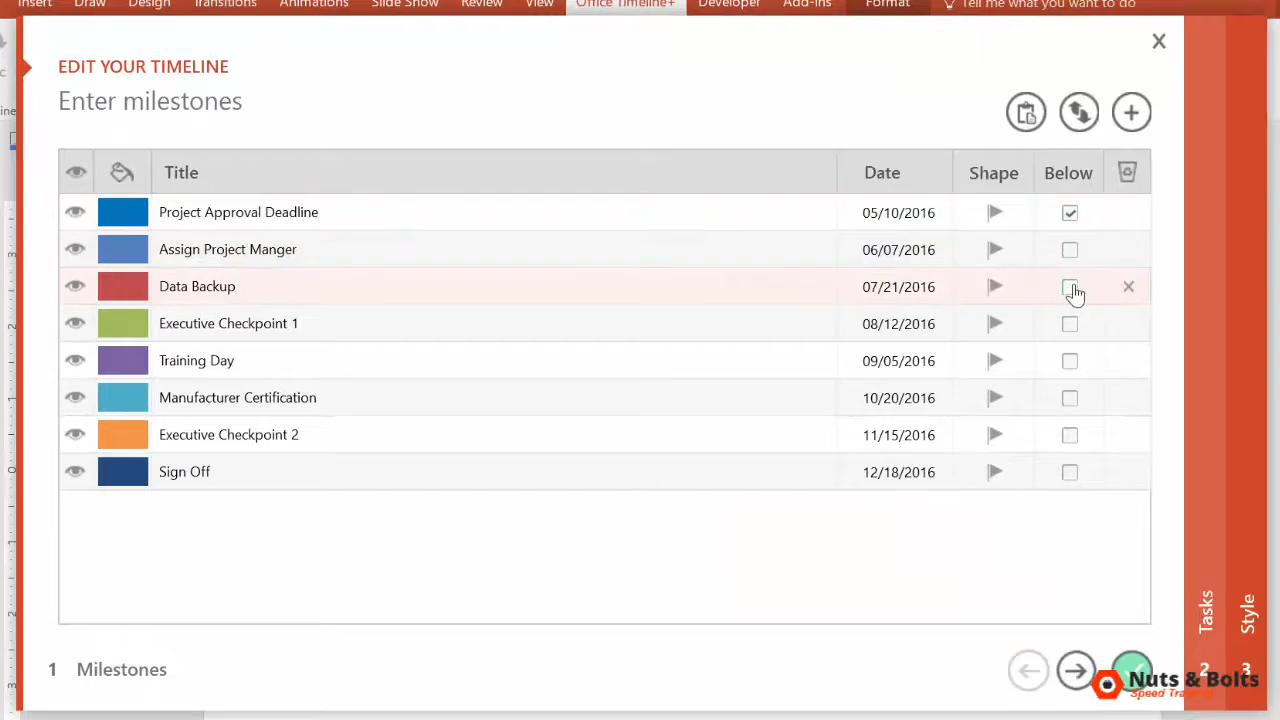 Insert Draw Design Transitions Animations Slide Show Review View Office Timeline+ Developer Add-ins Format Tell me what you want to do
EDIT YOUR TIMELINE
Enter milestones
Title Date Shape Below
Project Approval Deadline 05/10/2016
Assign Project Manger 06/07/2016
Data Backup 07/21/2016
Executive Checkpoint 1 08/12/2016
Training Day 09/05/2016
Manufacturer Certification 10/20/2016
Executive Checkpoint 2 11/15/2016
Sign Off 12/18/2016
1 Milestones
Tasks 2
Style 3
Nuts & Bolts